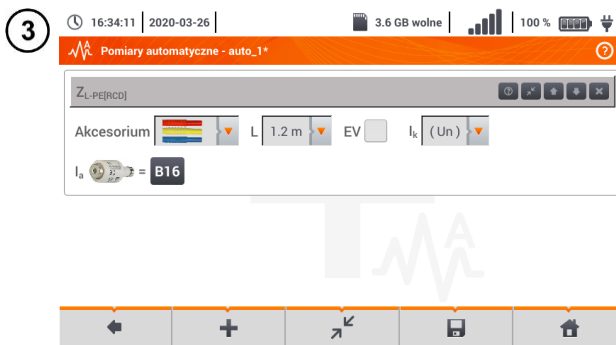 3
16:34:11 2020-03-26 3.6 GB wolne 100 %
Pomiary automatyczne - auto_1*
Z L-PE[RCD]
Akcesorium L 1.2 m EV Ik ( Un )
Ia = B16